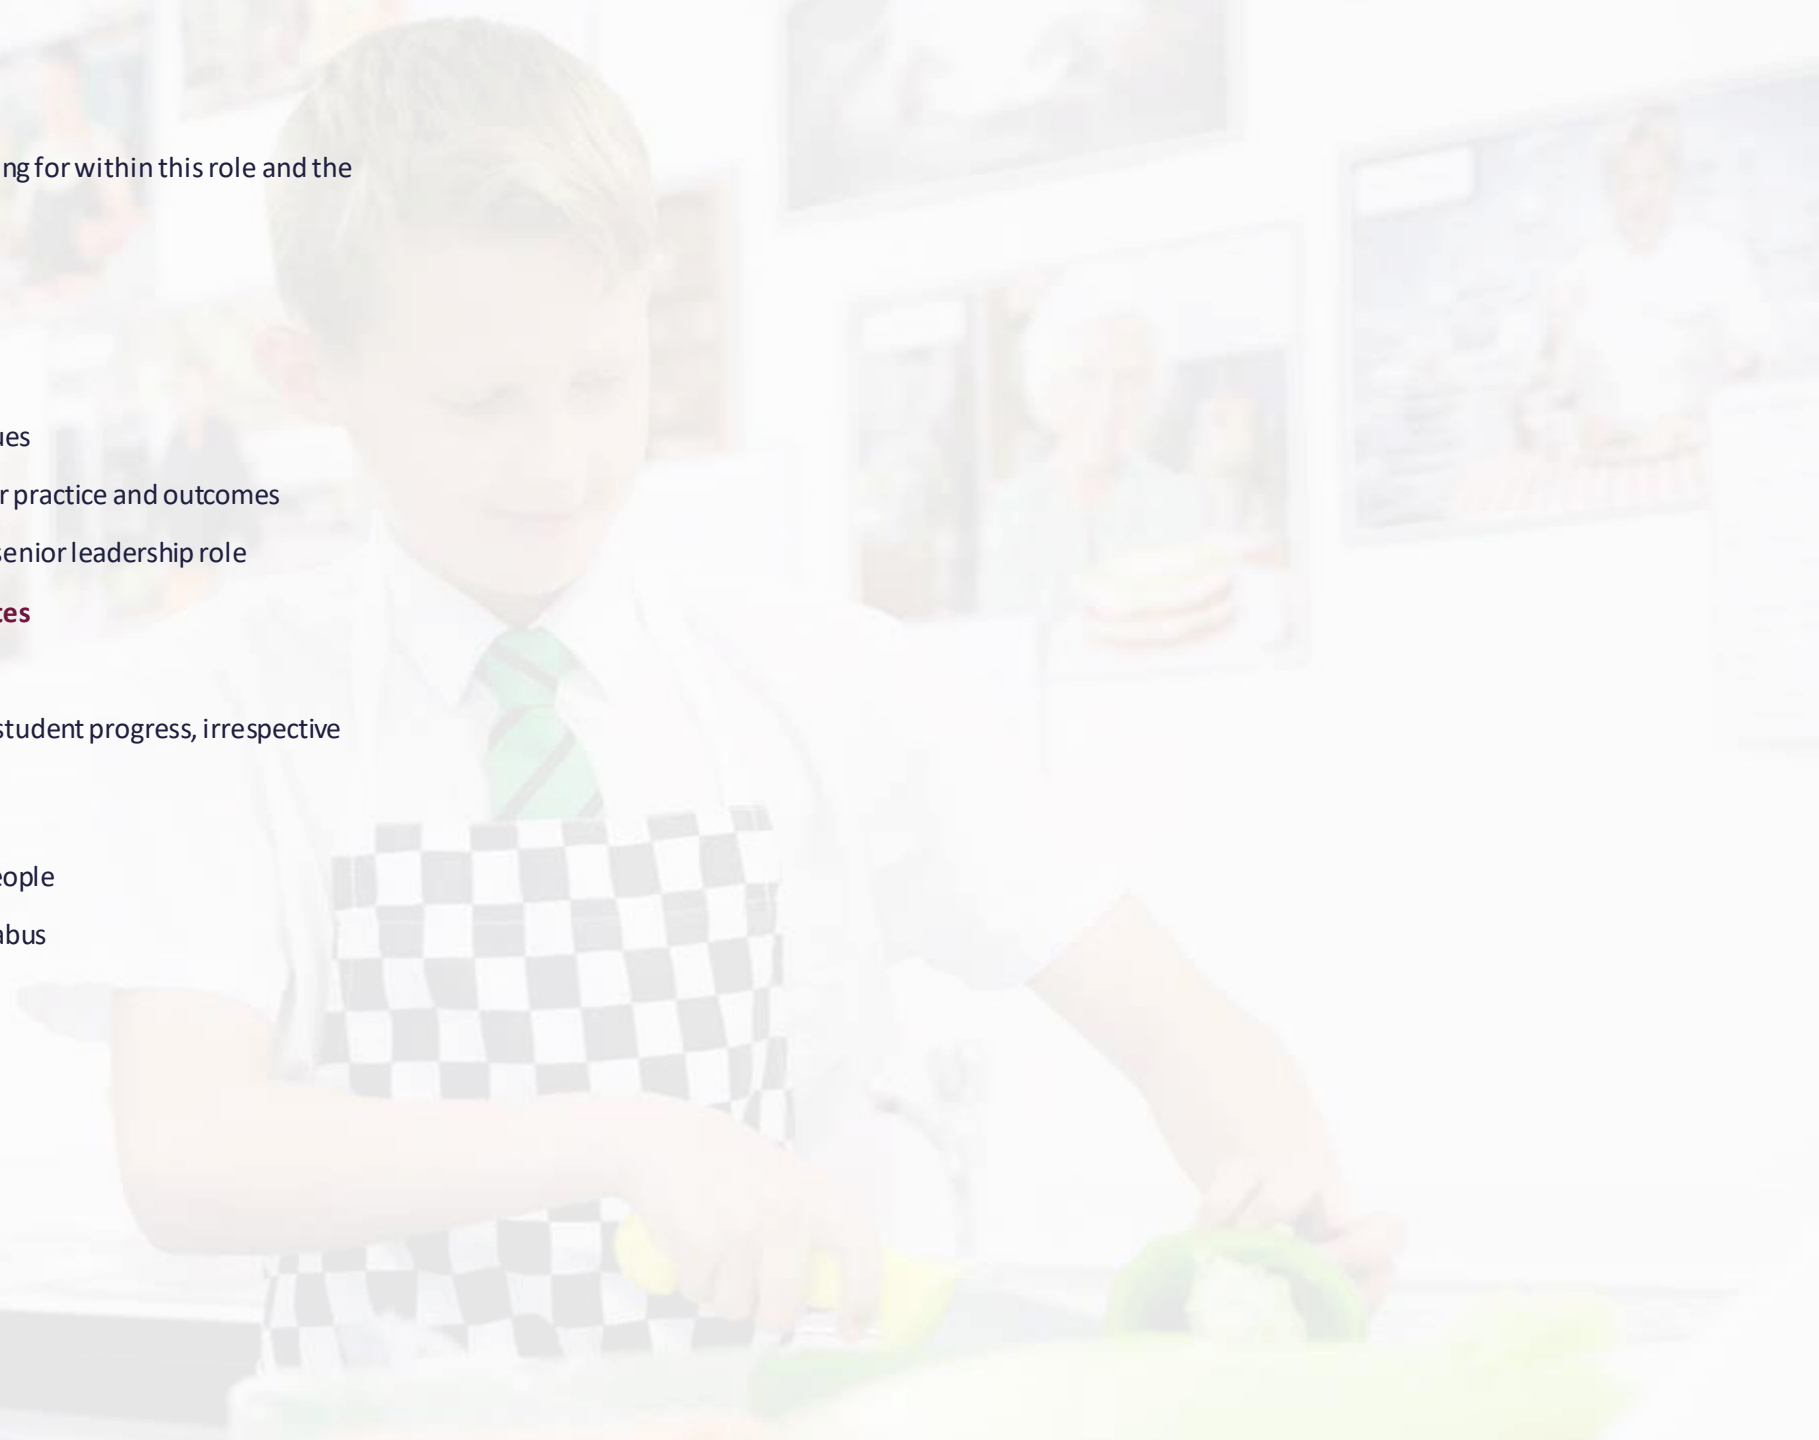 ng for within this role and the
ues
r practice and outcomes
senior leadership role
tes
student progress, irrespective
eople
abus